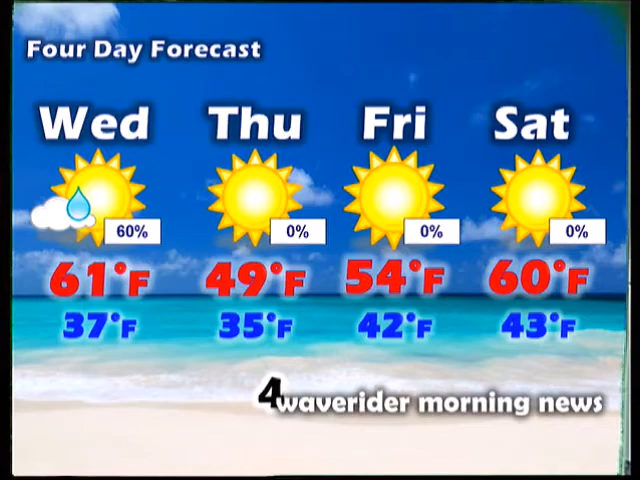 Four Day Forecast
Wed Thu Fri Sat
60% 0% 0% 0%
61°F 49°F 54°F 60°F
37°F 35°F 42°F 43°F
4waverider morning news